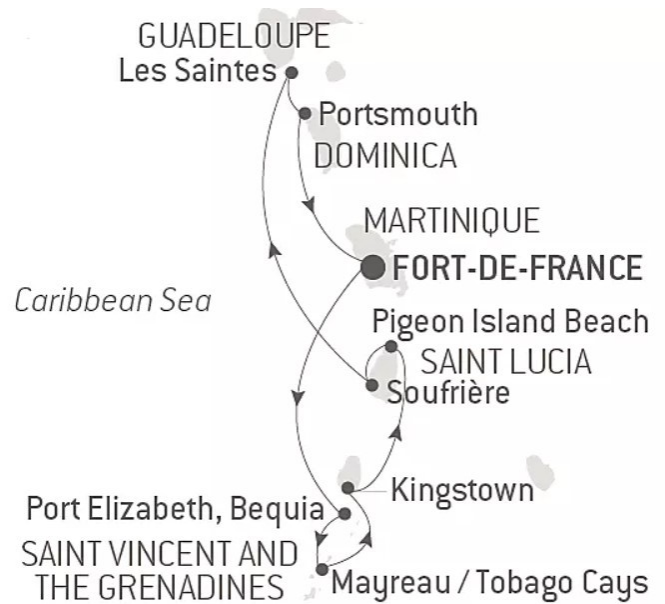 GUADELOUPE
Les Saintes
Portsmouth
DOMINICA
MARTINIQUE
FORT-DE-FRANCE
Caribbean Sea
Pigeon Island Beach
SAINT LUCIA
Soufrière
Kingstown
Port Elizabeth, Bequia
SAINT VINCENT AND
THE GRENADINES
Mayreau / Tobago Cays